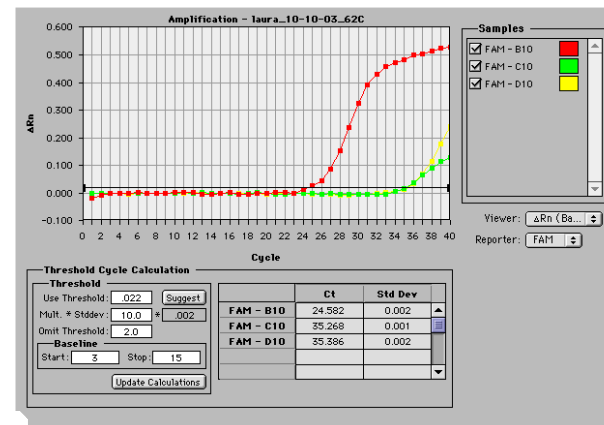 Amplification - laura_10-10-03_62C
0.600
0.500
0.400
0.300
0.200
0.100
0.000
-0.100
ΔRn
0 2 4 6 8 10 12 14 16 18 20 22 24 26 28 30 32 34 36 38 40
Cycle
Samples
FAM - B10
FAM - C10
FAM - D10
Viewer: ΔRn (Ba...
Reporter: FAM
Threshold Cycle Calculation
Threshold
Use Threshold: .022 Suggest
Mult. * Stddev: 10.0 * .002
Omit Threshold: 2.0
Baseline
Start: 3 Stop: 15
Update Calculations
Ct Std Dev
FAM - B10 24.582 0.002
FAM - C10 35.268 0.001
FAM - D10 35.386 0.002